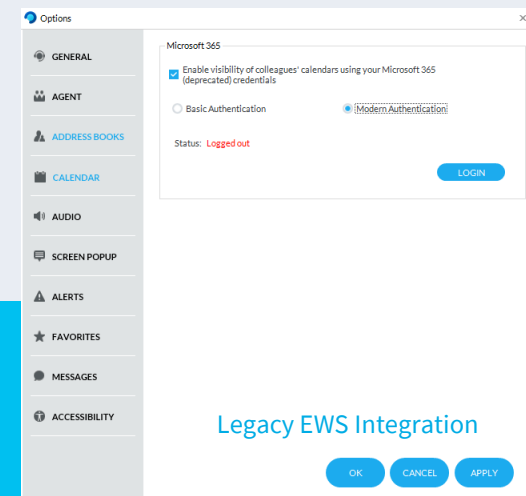 Options
GENERAL
AGENT
ADDRESS BOOKS
CALENDAR
AUDIO
SCREEN POPUP
ALERTS
FAVORITES
MESSAGES
ACCESSIBILITY
Microsoft 365
Enable visibility of colleagues' calendars using your Microsoft 365
(deprecated) credentials
Basic Authentication Modern Authentication
Status: Logged out
LOGIN
Legacy EWS Integration
OK CANCEL APPLY